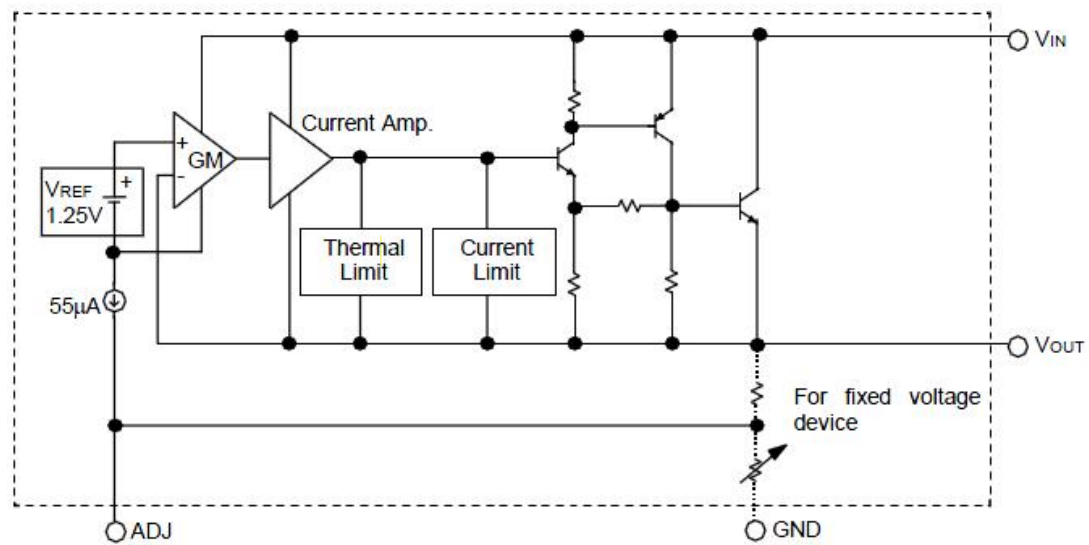 VIN
Current Amp.
+
GM
-
+
VREF
1.25V
Thermal
Limit
Current
Limit
55μA
VOUT
For fixed voltage
device
ADJ
GND